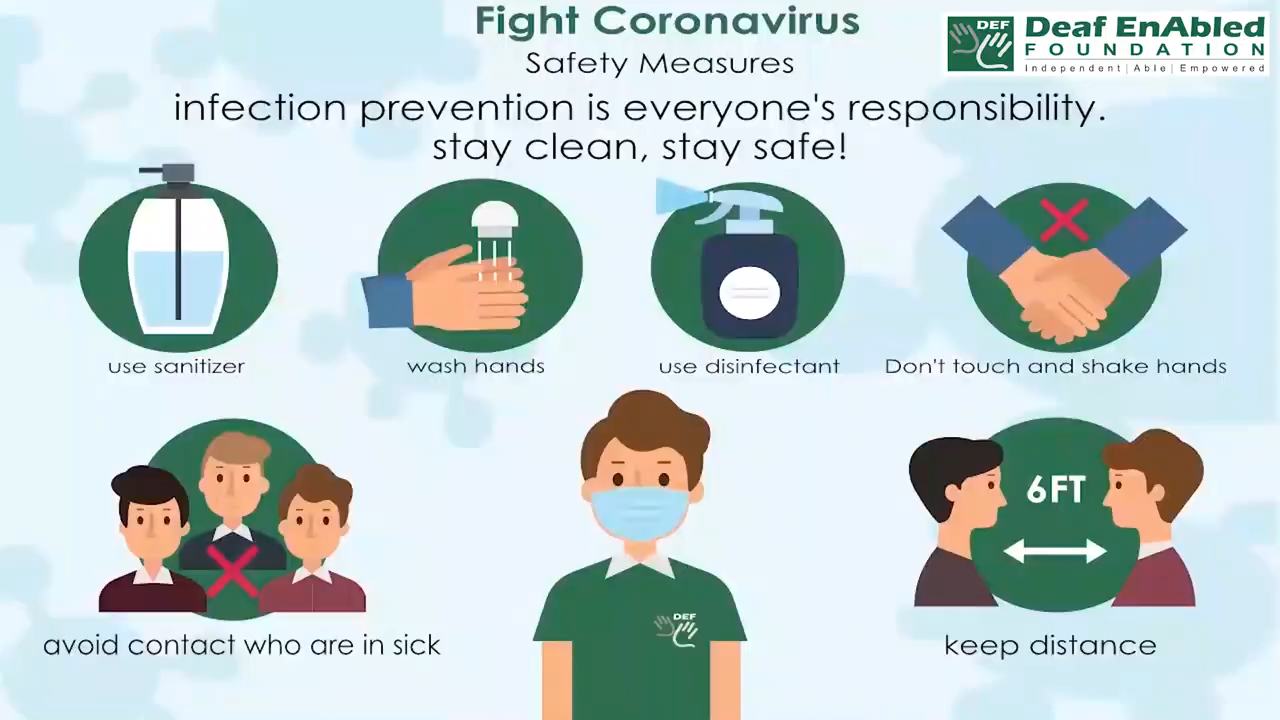 Fight Coronavirus
Safety Measures
DEF
Deaf EnAbled
FOUNDATION
Independent | Able | Empowered
infection prevention is everyone's responsibility.
stay clean, stay safe!
use sanitizer
wash hands
use disinfectant
Don't touch and shake hands
6FT
DEF
avoid contact who are in sick
keep distance